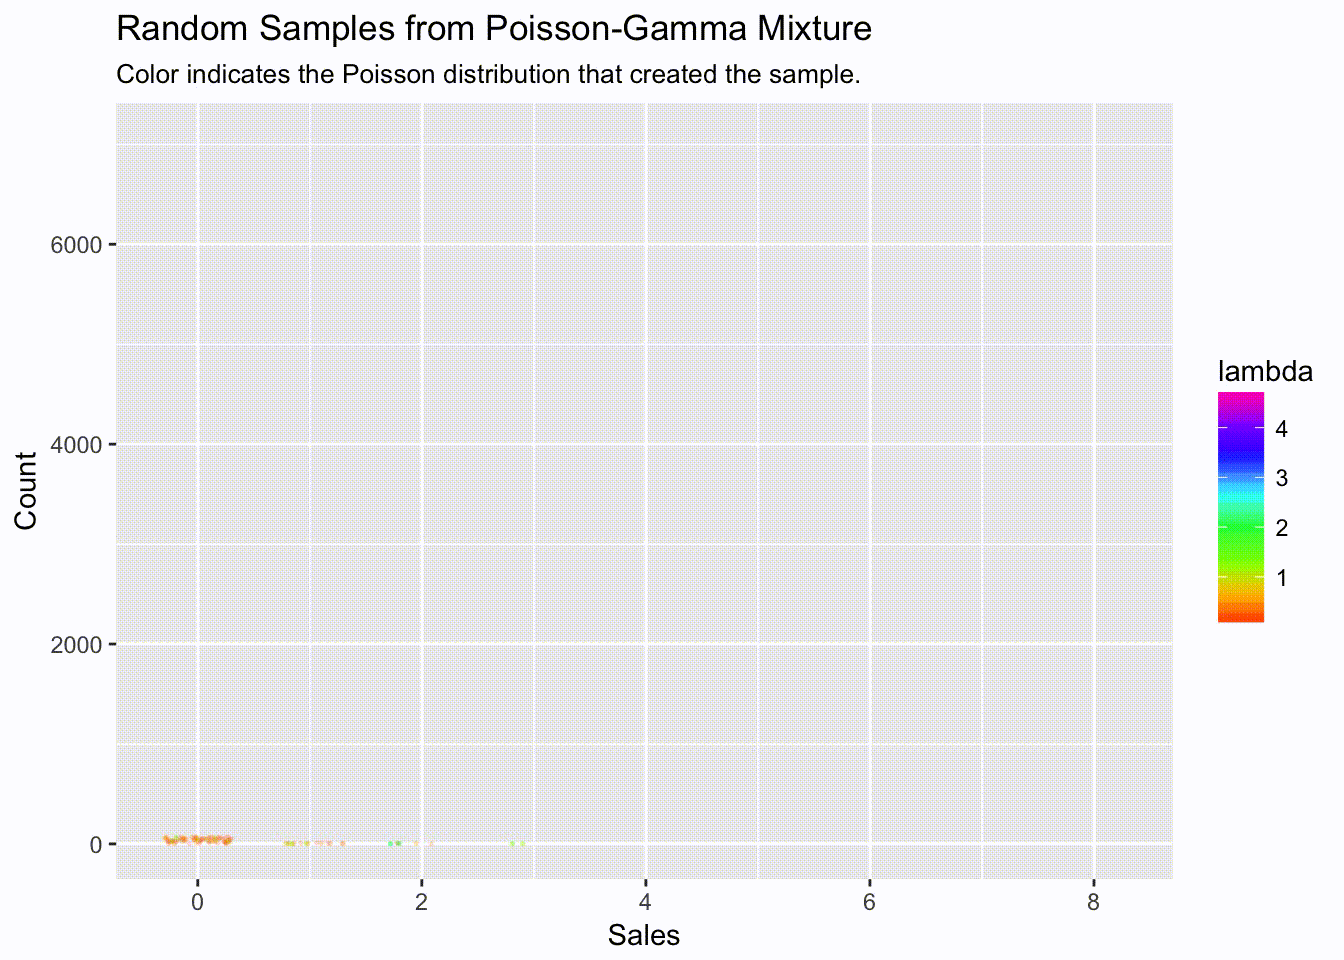 Random Samples from Poisson-Gamma Mixture
Color indicates the Poisson distribution that created the sample.
6000
4000
2000
0
Count
0 2 4 6 8
Sales
lambda
4
3
2
1